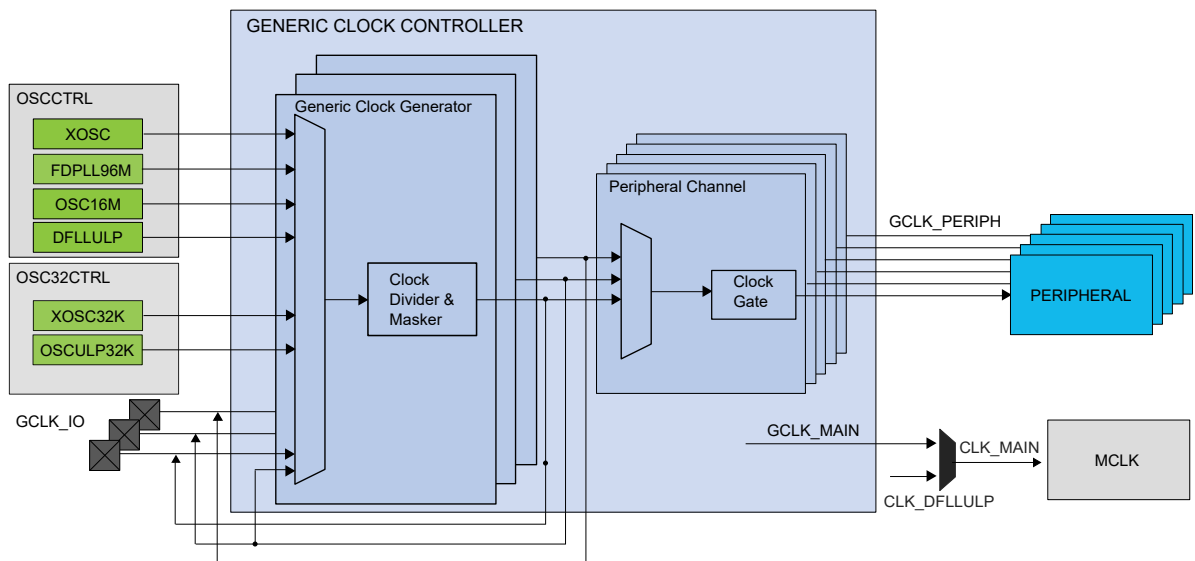 GENERIC CLOCK CONTROLLER
OSCCTRL
XOSC
FDPLL96M
OSC16M
DFLLULP
OSC32CTRL
XOSC32K
OSCULP32K
GCLK_IO
Generic Clock Generator
Clock
Divider &
Masker
Peripheral Channel
Clock
Gate
GCLK_PERIPH
PERIPHERAL
GCLK_MAIN
CLK_MAIN
CLK_DFLLULP
MCLK